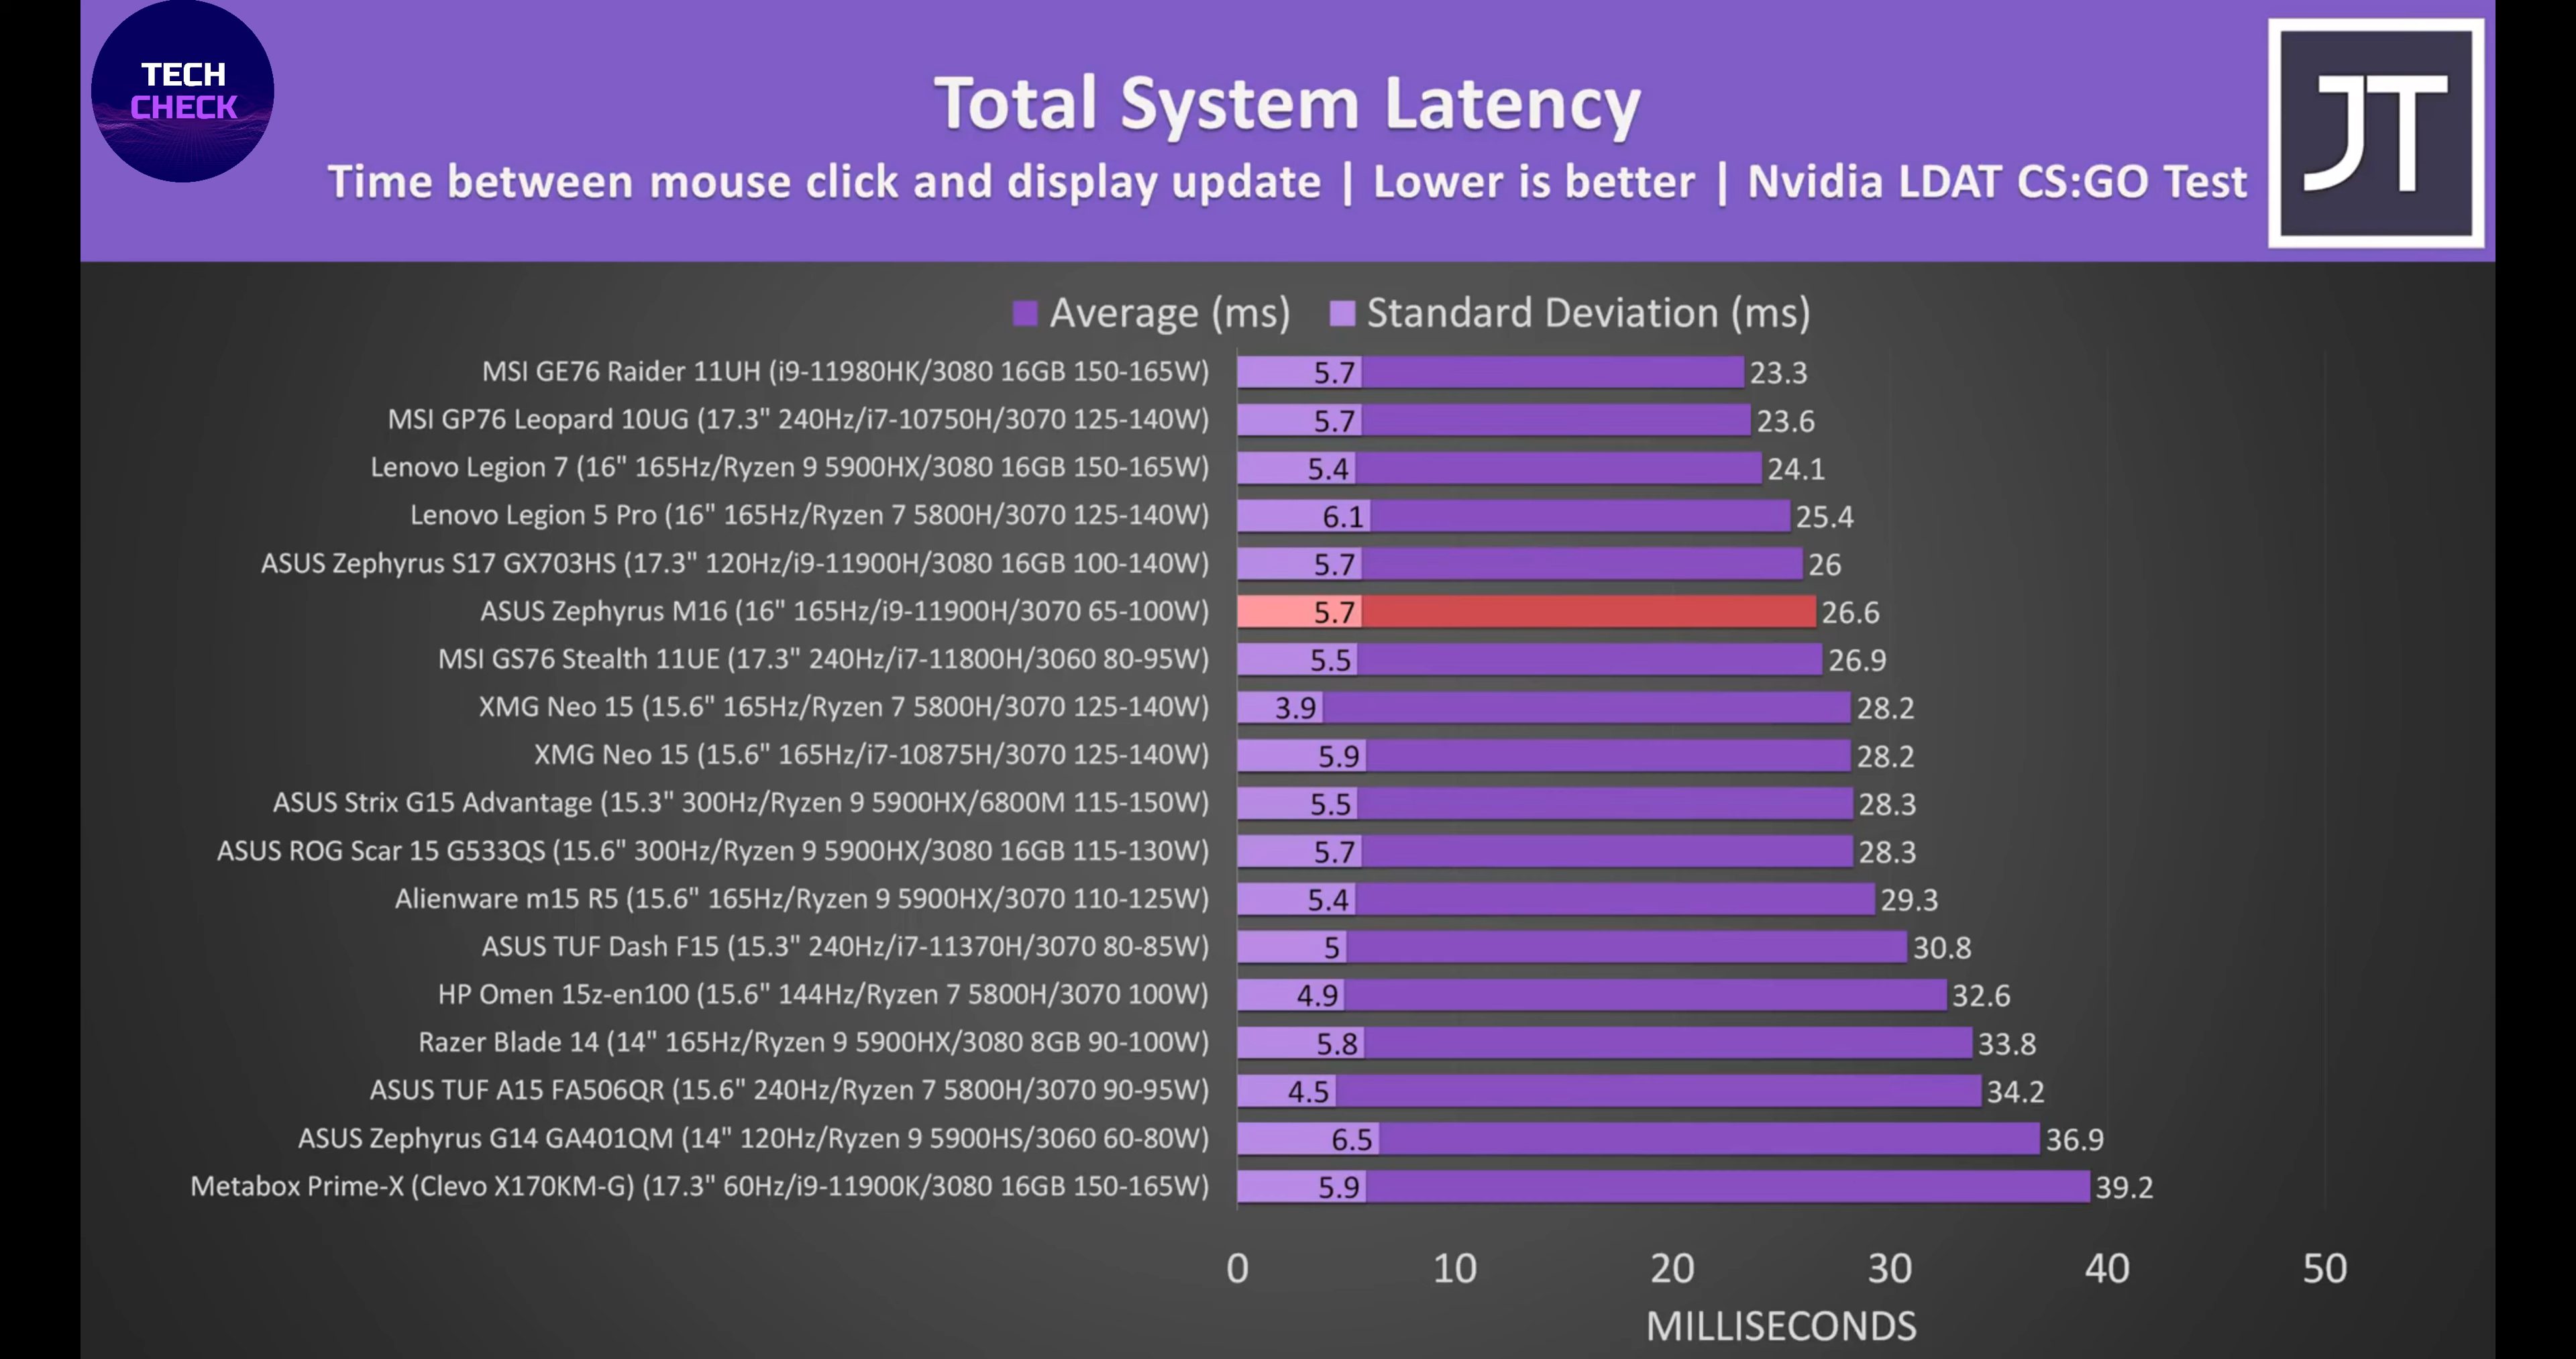 TECH
CHECK
Total System Latency
Time between mouse click and display update | Lower is better | Nvidia LDAT CS:GO Test
JT
Average (ms) Standard Deviation (ms)
MSI GE76 Raider 11UH (i9-11980HK/3080 16GB 150-165W) 5.7 23.3
MSI GP76 Leopard 10UG (17.3" 240Hz/i7-10750H/3070 125-140W) 5.7 23.6
Lenovo Legion 7 (16" 165Hz/Ryzen 9 5900HX/3080 16GB 150-165W) 5.4 24.1
Lenovo Legion 5 Pro (16" 165Hz/Ryzen 7 5800H/3070 125-140W) 6.1 25.4
ASUS Zephyrus S17 GX703HS (17.3" 120Hz/i9-11900H/3080 16GB 100-140W) 5.7 26
ASUS Zephyrus M16 (16" 165Hz/i9-11900H/3070 65-100W) 5.7 26.6
MSI GS76 Stealth 11UE (17.3" 240Hz/i7-11800H/3060 80-95W) 5.5 26.9
XMG Neo 15 (15.6" 165Hz/Ryzen 7 5800H/3070 125-140W) 3.9 28.2
XMG Neo 15 (15.6" 165Hz/i7-10875H/3070 125-140W) 5.9 28.2
ASUS Strix G15 Advantage (15.3" 300Hz/Ryzen 9 5900HX/6800M 115-150W) 5.5 28.3
ASUS ROG Scar 15 G533QS (15.6" 300Hz/Ryzen 9 5900HX/3080 16GB 115-130W) 5.7 28.3
Alienware m15 R5 (15.6" 165Hz/Ryzen 9 5900HX/3070 110-125W) 5.4 29.3
ASUS TUF Dash F15 (15.3" 240Hz/i7-11370H/3070 80-85W) 5 30.8
HP Omen 15z-en100 (15.6" 144Hz/Ryzen 7 5800H/3070 100W) 4.9 32.6
Razer Blade 14 (14" 165Hz/Ryzen 9 5900HX/3080 8GB 90-100W) 5.8 33.8
ASUS TUF A15 FA506QR (15.6" 240Hz/Ryzen 7 5800H/3070 90-95W) 4.5 34.2
ASUS Zephyrus G14 GA401QM (14" 120Hz/Ryzen 9 5900HS/3060 60-80W) 6.5 36.9
Metabox Prime-X (Clevo X170KM-G) (17.3" 60Hz/i9-11900K/3080 16GB 150-165W) 5.9 39.2
0 10 20 30 40 50
MILLISECONDS